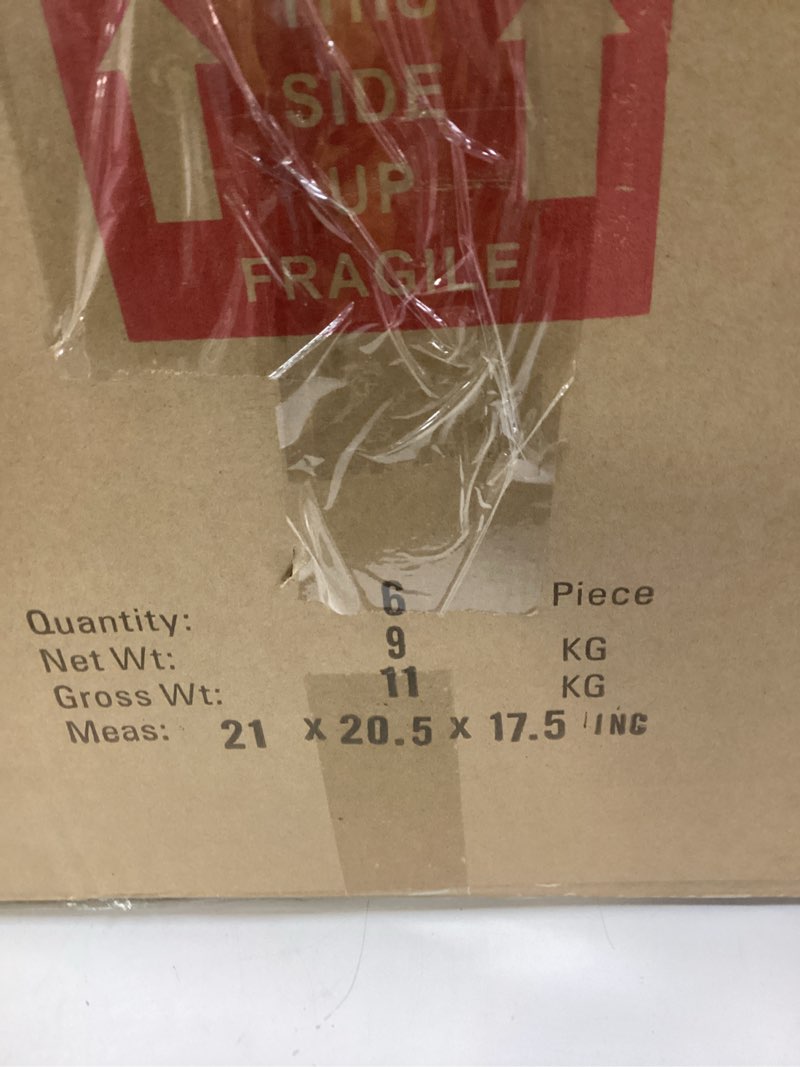 THIS
SIDE
UP
FRAGILE
Quantity: 6 Piece
Net Wt: 9 KG
Gross Wt: 11 KG
Meas: 21 x 20.5 x 17.5 INC